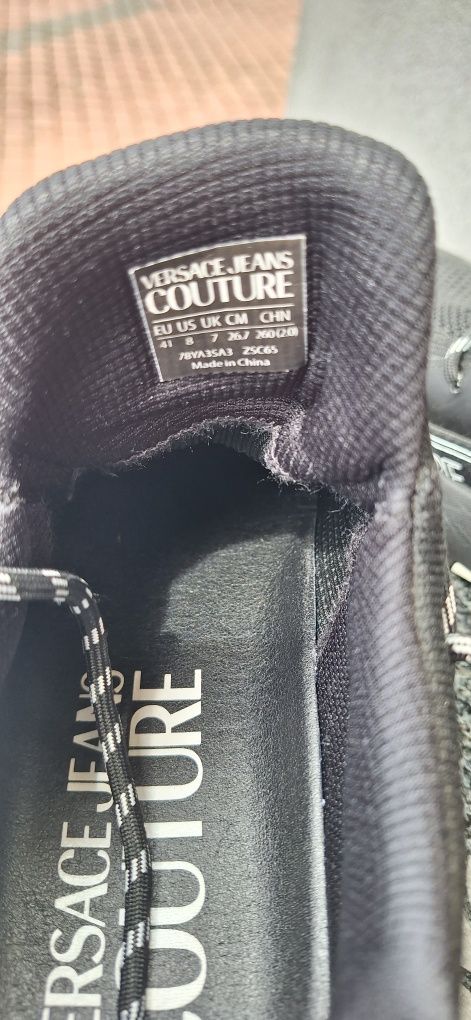 VERSACE JEANS
COUTURE
EU US UK CM CHN
41 8 7 26.7 260(2.0)
78YA3SA3 ZSC65
Made in China
JEANS
COUTURE